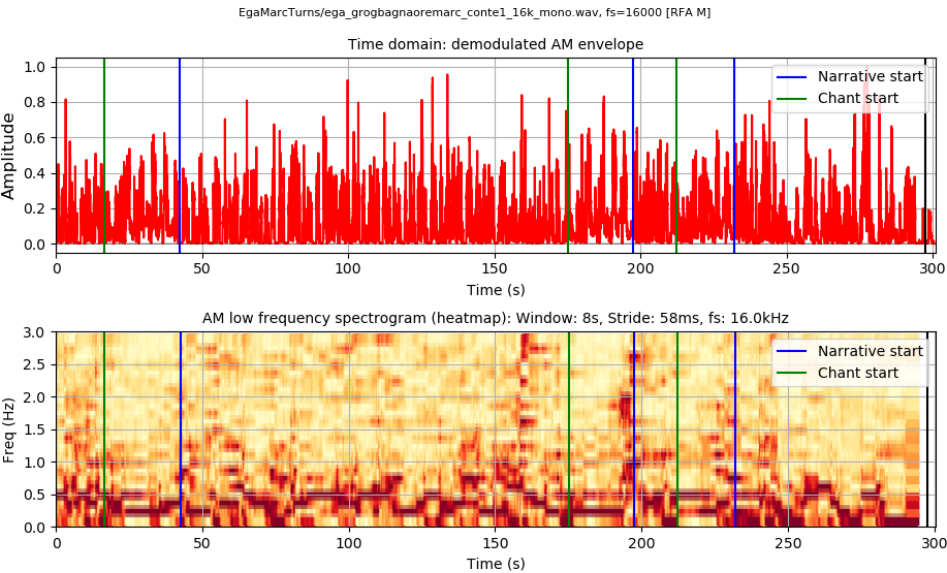 EgaMarcTurns/ega_grogbagnaoremarc_conte1_16k_mono.wav, fs=16000 [RFA M]
Time domain: demodulated AM envelope
1.0
0.8
0.6
0.4
0.2
0.0
Amplitude
Narrative start
Chant start
0 50 100 150 200 250 300
Time (s)
AM low frequency spectrogram (heatmap): Window: 8s, Stride: 58ms, fs: 16.0kHz
3.0
2.5
2.0
1.5
1.0
0.5
0.0
Freq (Hz)
Narrative start
Chant start
0 50 100 150 200 250 300
Time (s)